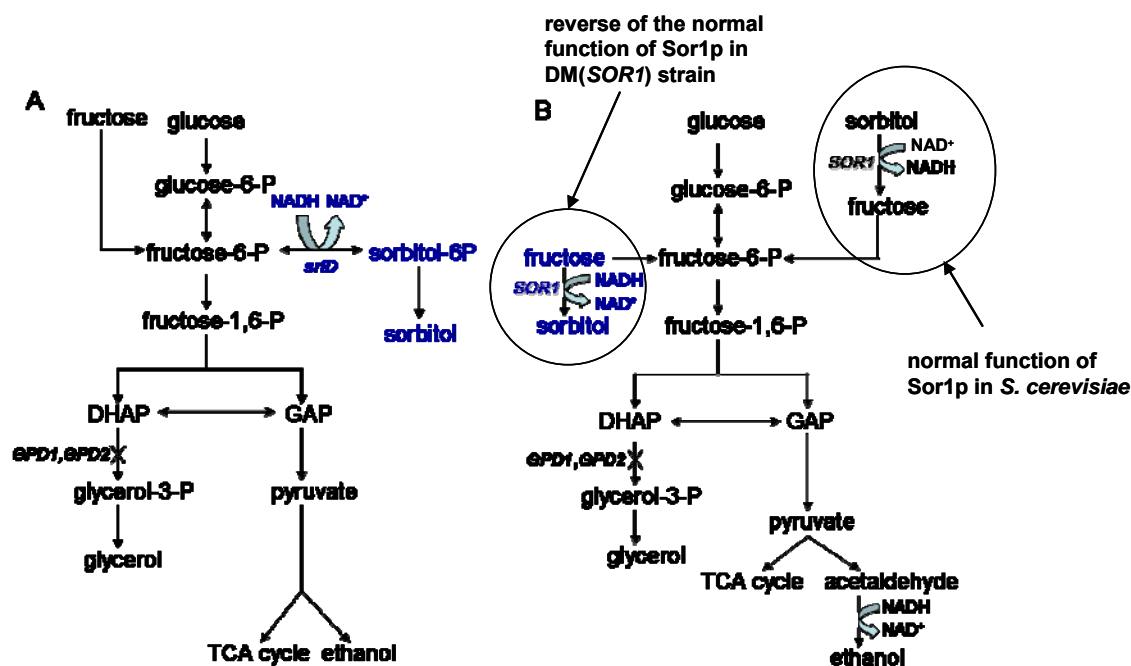 reverse of the normal
function of Sor1p in
DM(SOR1) strain
A
fructose
glucose
glucose-6-P
NADH NAD⁺
fructose-6-P
srlD
sorbitol-6P
fructose-1,6-P
sorbitol
DHAP
GAP
GPD1,GPD2
glycerol-3-P
pyruvate
glycerol
TCA cycle ethanol
B
glucose
sorbitol
SOR1
NAD⁺
NADH
glucose-6-P
fructose
fructose
fructose-6-P
SOR1
NADH
NAD⁺
sorbitol
fructose-1,6-P
normal function of
Sor1p in S. cerevisiae
DHAP
GAP
GPD1,GPD2
glycerol-3-P
pyruvate
glycerol
TCA cycle
acetaldehyde
NADH
NAD⁺
ethanol